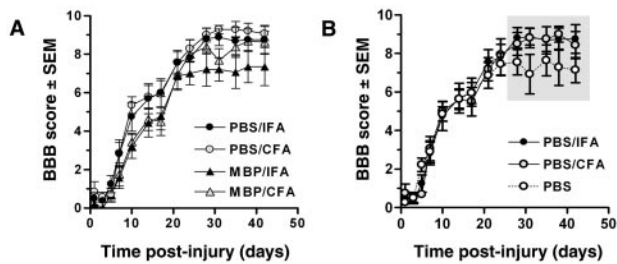 A
BBB score ± SEM
10
8
6
4
2
0
PBS/IFA
PBS/CFA
MBP/IFA
MBP/CFA
0 10 20 30 40 50
Time post-injury (days)
B
BBB score ± SEM
10
8
6
4
2
0
PBS/IFA
PBS/CFA
PBS
0 10 20 30 40 50
Time post-injury (days)